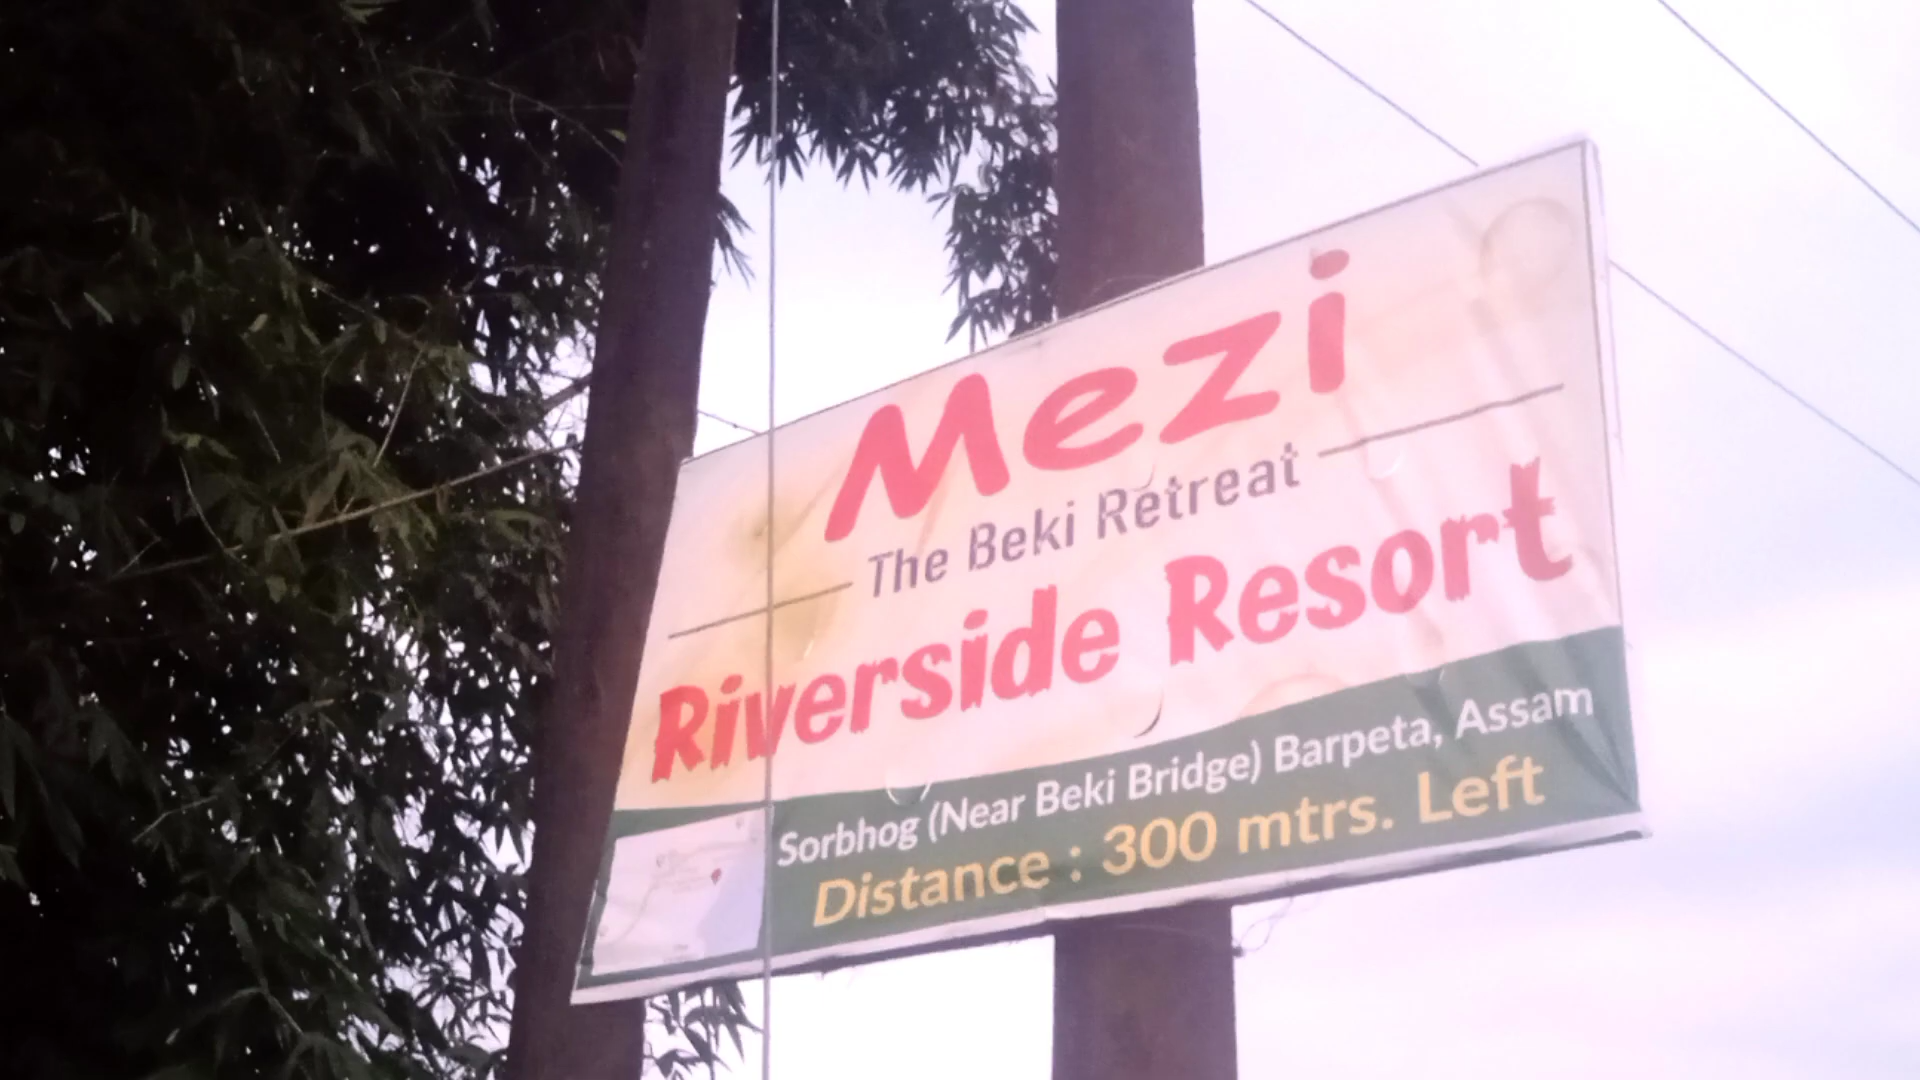 Mezi
The Beki Retreat
Riverside Resort
Sorbhog (Near Beki Bridge) Barpeta, Assam
Distance : 300 mtrs. Left